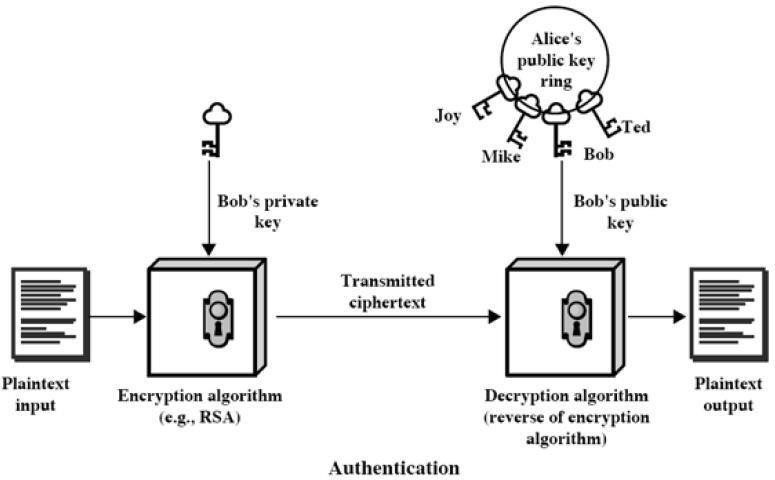 Alice's
public key
ring
Joy
Mike
Bob
Ted
Bob's private
key
Bob's public
key
Transmitted
ciphertext
Plaintext
input
Encryption algorithm
(e.g., RSA)
Decryption algorithm
(reverse of encryption
algorithm)
Plaintext
output
Authentication